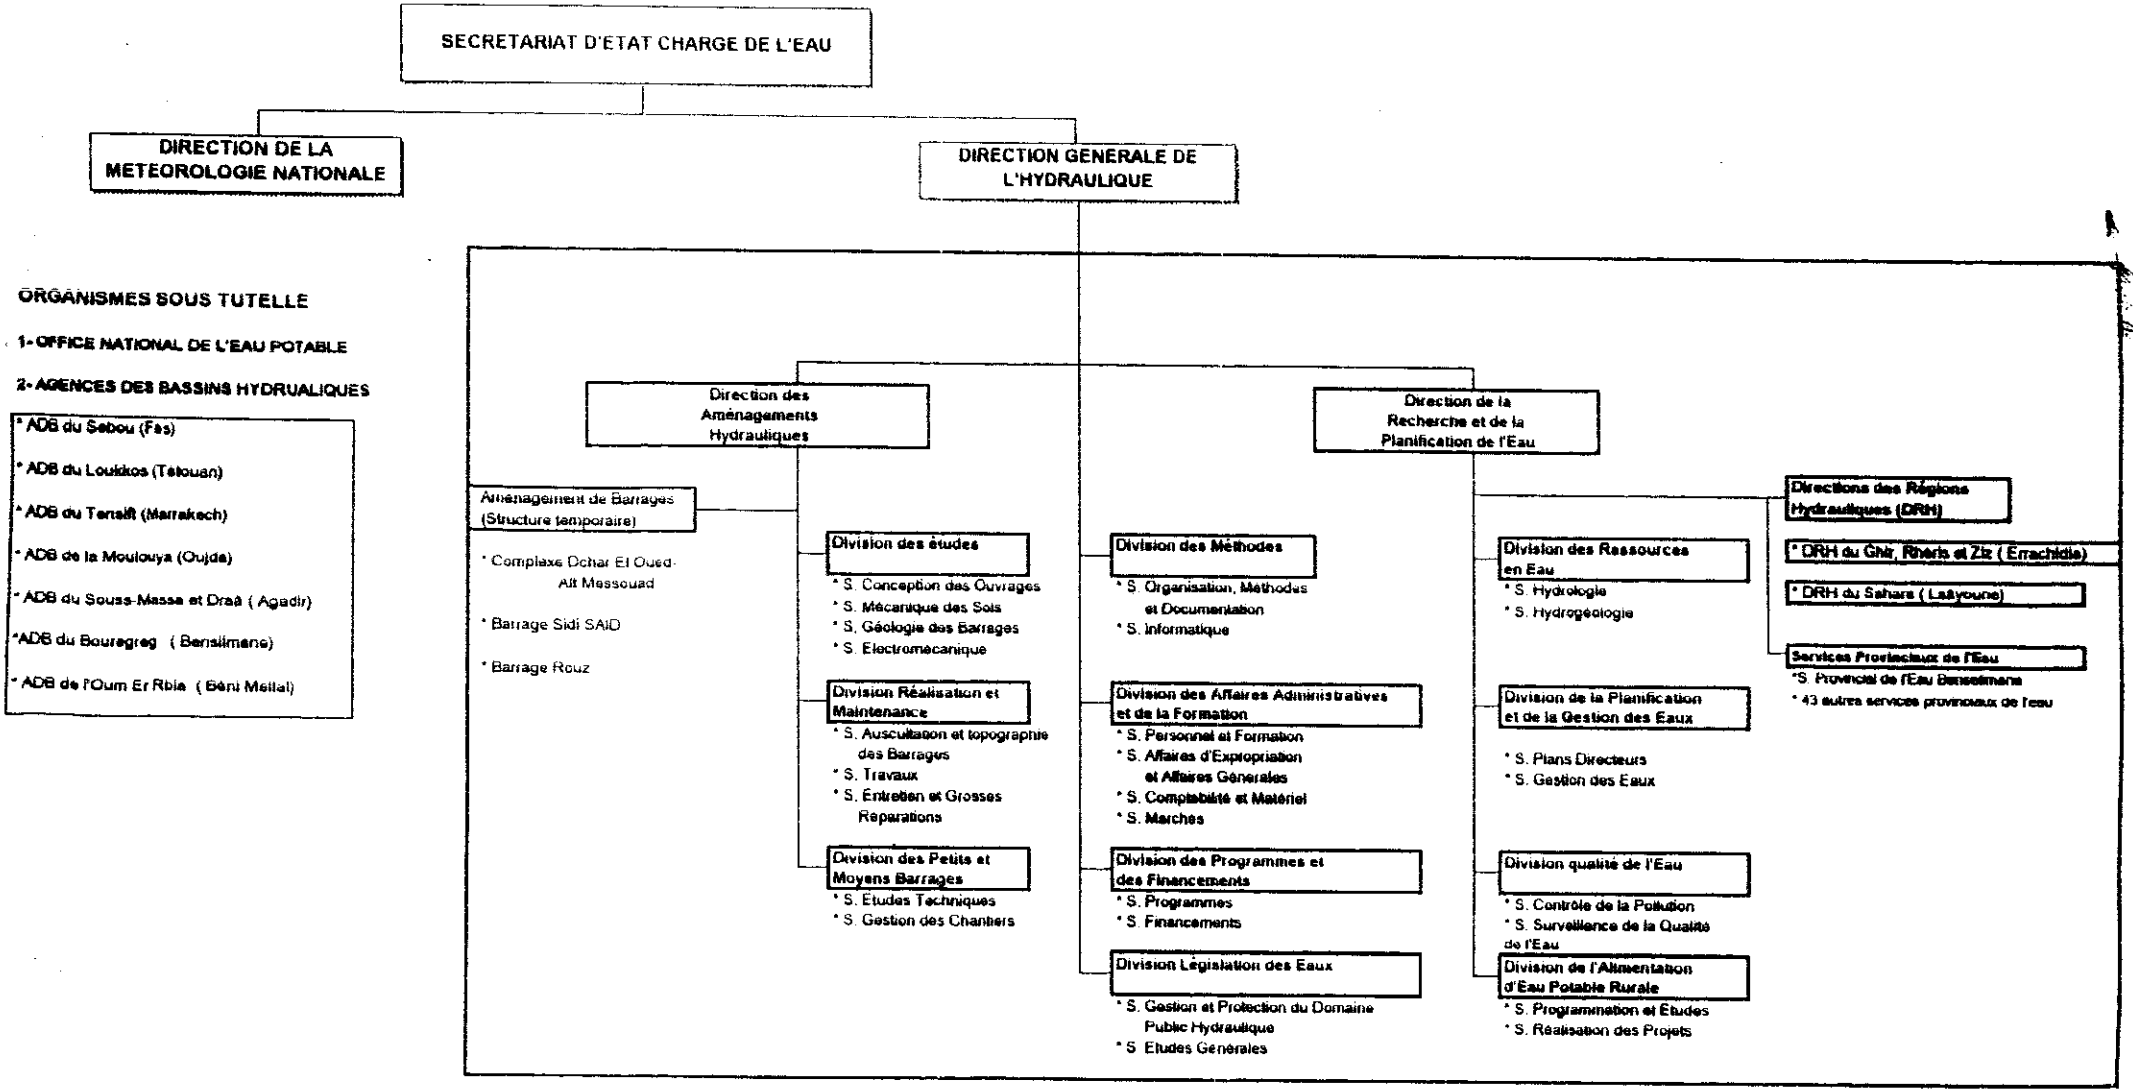 SECRETARIAT D'ETAT CHARGE DE L'EAU
DIRECTION DE LA
METEOROLOGIE NATIONALE
DIRECTION GENERALE DE
L'HYDRAULIQUE
ORGANISMES SOUS TUTELLE
1- OFFICE NATIONAL DE L'EAU POTABLE
2- AGENCES DES BASSINS HYDRUALIQUES
* ADB du Sebou (Fes)
* ADB du Loukkos (Tetouan)
* ADB du Tensift (Marrakech)
* ADB de la Moulouya (Oujda)
* ADB du Souss-Massa et Draâ ( Agadir)
*ADB du Bouregreg ( Benslimane)
* ADB de l'Oum Er Rbia ( Béni Mellal)
Direction des
Aménagements
Hydrauliques
Aménagement de Barrages
(Structure temporaire)
* Complexe Dchar El Oued-
Aït Messouad
* Barrage Sidi SAID
* Barrage Rouz
Division des études
* S. Conception des Ouvrages
* S. Mécanique des Sols
* S. Géologie des Barrages
* S. Electromécanique
Division Réalisation et
Maintenance
* S. Auscultation et topographie
des Barrages
* S. Travaux
* S. Entretien et Grosses
Réparations
Division des Petits et
Moyens Barrages
* S. Etudes Techniques
* S. Gestion des Chantiers
Division des Méthodes
* S. Organisation, Méthodes
et Documentation
* S. Informatique
Division des Affaires Administratives
et de la Formation
* S. Personnel et Formation
* S. Affaires d'Expropriation
et Affaires Générales
* S. Comptabilité et Matériel
* S. Marchés
Division des Programmes et
des Financements
* S. Programmes
* S. Financements
Division Législation des Eaux
* S. Gestion et Protection du Domaine
Public Hydraulique
* S Etudes Générales
Direction de la
Recherche et de la
Planification de l'Eau
Division des Ressources
en Eau
* S. Hydrologie
* S. Hydrogéologie
Division de la Planification
et de la Gestion des Eaux
* S. Plans Directeurs
* S. Gestion des Eaux
Division qualité de l'Eau
* S. Contrôle de la Pollution
* S. Surveillance de la Qualité
de l'Eau
Division de l'Alimentation
d'Eau Potable Rurale
* S. Programmation et Etudes
* S. Réalisation des Projets
Directions des Régions
Hydrauliques (DRH)
* DRH du Ghir, Rheris et Ziz ( Errachidia)
* DRH du Sahara ( Laâyoune)
Services Provinciaux de l'Eau
*S. Provincial de l'Eau Benselimane
* 43 autres services provinciaux de l'eau